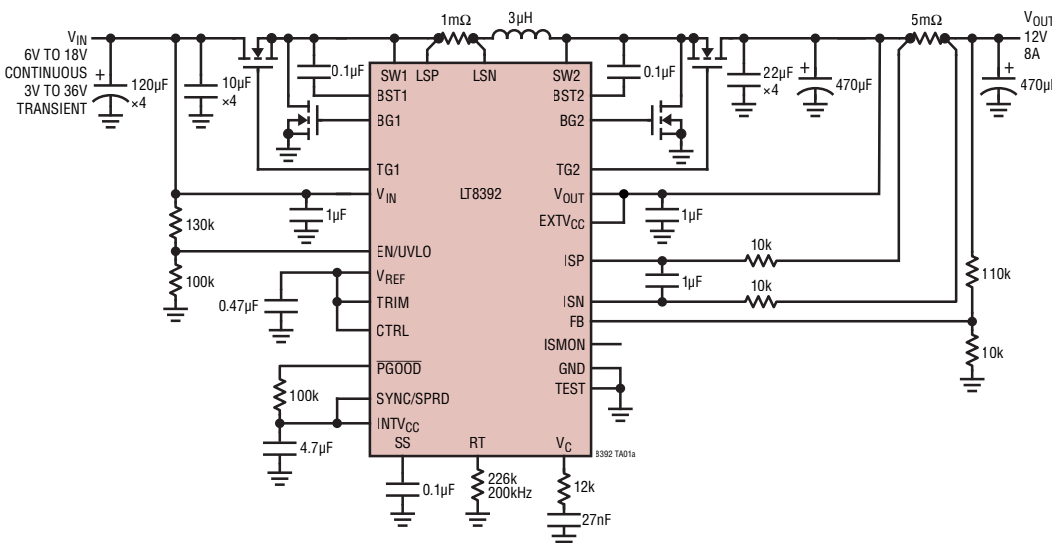 1mΩ
3µH
5mΩ
VIN
6V TO 18V
CONTINUOUS
3V TO 36V
TRANSIENT
+
120µF
×4
10µF
×4
0.1µF
SW1
LSP
LSN
SW2
BST1
BST2
BG1
BG2
TG1
TG2
0.1µF
22µF
×4
+
470µF
VOUT
12V
8A
+
470µF
VIN
LT8392
VOUT
EXTVCC
1µF
1µF
130k
100k
EN/UVLO
VREF
TRIM
CTRL
0.47µF
ISP
ISN
FB
ISMON
GND
TEST
10k
1µF
10k
110k
10k
PGOOD
100k
SYNC/SPRD
INTVCC
4.7µF
SS
RT
VC
8392 TA01a
0.1µF
226k
200kHz
12k
27nF